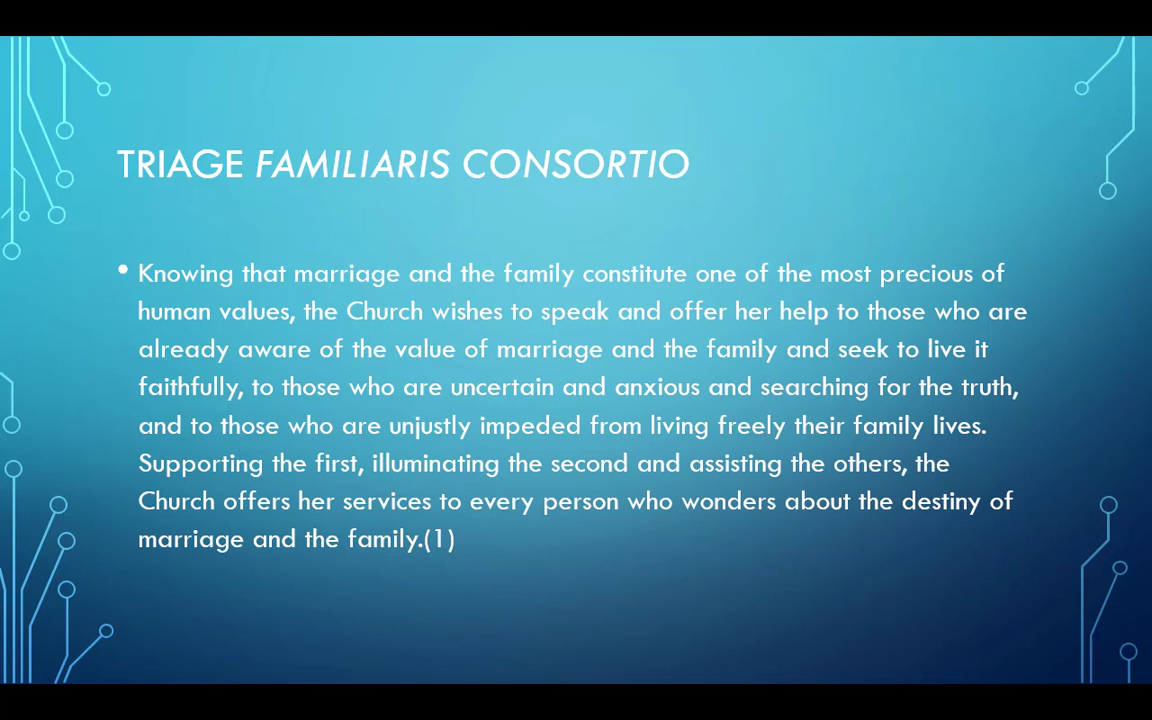 TRIAGE FAMILIARIS CONSORTIO
• Knowing that marriage and the family constitute one of the most precious of
human values, the Church wishes to speak and offer her help to those who are
already aware of the value of marriage and the family and seek to live it
faithfully, to those who are uncertain and anxious and searching for the truth,
and to those who are unjustly impeded from living freely their family lives.
Supporting the first, illuminating the second and assisting the others, the
Church offers her services to every person who wonders about the destiny of
marriage and the family.(1)